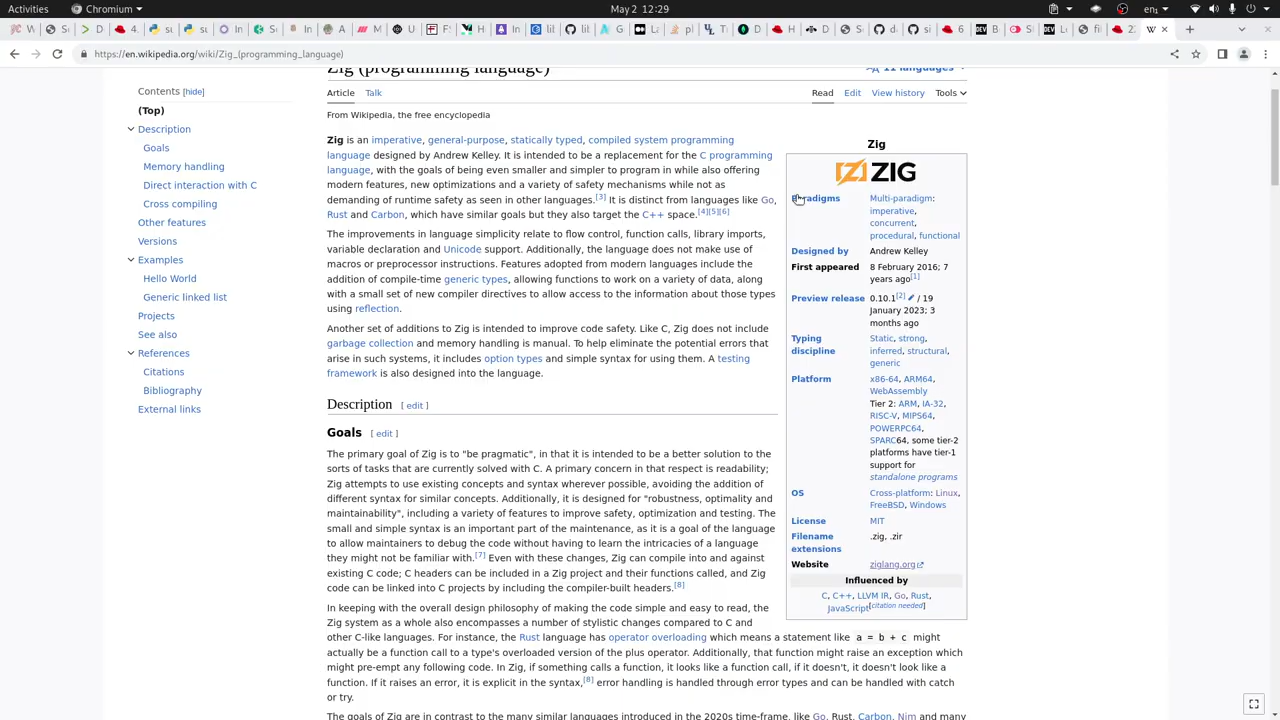 Activities
Chromium
May 2 12:29
https://en.wikipedia.org/wiki/Zig_(programming_language)
Zig (programming language)
11 languages
Contents [hide]
(Top)
Description
Goals
Memory handling
Direct interaction with C
Cross compiling
Other features
Versions
Examples
Hello World
Generic linked list
Projects
See also
References
Citations
Bibliography
External links
Article Talk
Read Edit View history Tools
From Wikipedia, the free encyclopedia
Zig is an imperative, general-purpose, statically typed, compiled system programming
language designed by Andrew Kelley. It is intended to be a replacement for the C programming
language, with the goals of being even smaller and simpler to program in while also offering
modern features, new optimizations and a variety of safety mechanisms while not as
demanding of runtime safety as seen in other languages.[3] It is distinct from languages like Go,
Rust and Carbon, which have similar goals but they also target the C++ space.[4][5][6]
The improvements in language simplicity relate to flow control, function calls, library imports,
variable declaration and Unicode support. Additionally, the language does not make use of
macros or preprocessor instructions. Features adopted from modern languages include the
addition of compile-time generic types, allowing functions to work on a variety of data, along
with a small set of new compiler directives to allow access to the information about those types
using reflection.
Another set of additions to Zig is intended to improve code safety. Like C, Zig does not include
garbage collection and memory handling is manual. To help eliminate the potential errors that
arise in such systems, it includes option types and simple syntax for using them. A testing
framework is also designed into the language.
Description [ edit ]
Goals [ edit ]
The primary goal of Zig is to "be pragmatic", in that it is intended to be a better solution to the
sorts of tasks that are currently solved with C. A primary concern in that respect is readability;
Zig attempts to use existing concepts and syntax wherever possible, avoiding the addition of
different syntax for similar concepts. Additionally, it is designed for "robustness, optimality and
maintainability", including a variety of features to improve safety, optimization and testing. The
small and simple syntax is an important part of the maintenance, as it is a goal of the language
to allow maintainers to debug the code without having to learn the intricacies of a language
they might not be familiar with.[7] Even with these changes, Zig can compile into and against
existing C code; C headers can be included in a Zig project and their functions called, and Zig
code can be linked into C projects by including the compiler-built headers.[8]
In keeping with the overall design philosophy of making the code simple and easy to read, the
Zig system as a whole also encompasses a number of stylistic changes compared to C and
other C-like languages. For instance, the Rust language has operator overloading which means a statement like a = b + c might
actually be a function call to a type's overloaded version of the plus operator. Additionally, that function might raise an exception which
might pre-empt any following code. In Zig, if something calls a function, it looks like a function call, if it doesn't, it doesn't look like a
function. If it raises an error, it is explicit in the syntax,[8] error handling is handled through error types and can be handled with catch
or try.
The goals of Zig are in contrast to the many similar languages introduced in the 2020s time-frame, like Go, Rust, Carbon, Nim and many
Zig
ZIG
Paradigms Multi-paradigm:
imperative,
concurrent,
procedural, functional
Designed by Andrew Kelley
First appeared 8 February 2016; 7
years ago[1]
Preview release 0.10.1[2] / 19
January 2023; 3
months ago
Typing Static, strong,
discipline inferred, structural,
generic
Platform x86-64, ARM64,
WebAssembly
Tier 2: ARM, IA-32,
RISC-V, MIPS64,
POWERPC64,
SPARC64, some tier-2
platforms have tier-1
support for
standalone programs
OS Cross-platform: Linux,
FreeBSD, Windows
License MIT
Filename .zig, .zir
extensions
Website ziglang.org
Influenced by
C, C++, LLVM IR, Go, Rust,
JavaScript[citation needed]